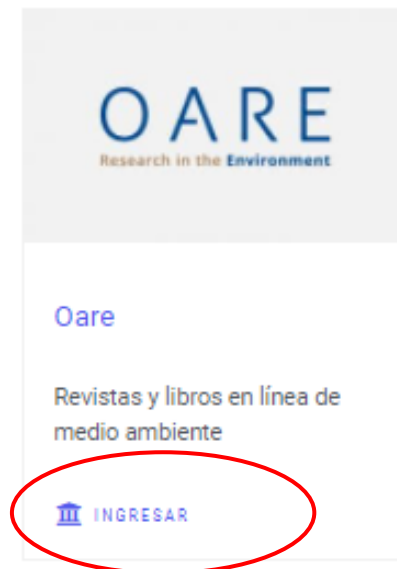 OARE
Research in the Environment
Oare
Revistas y libros en línea de
medio ambiente
INGRESAR